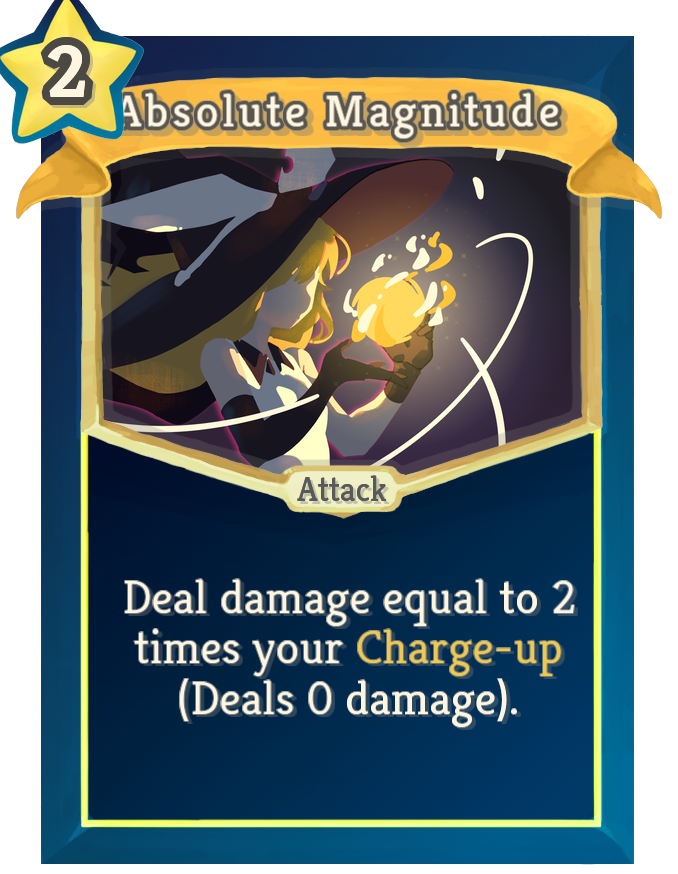 2
Absolute Magnitude
Attack
Deal damage equal to 2
times your Charge-up
(Deals 0 damage).